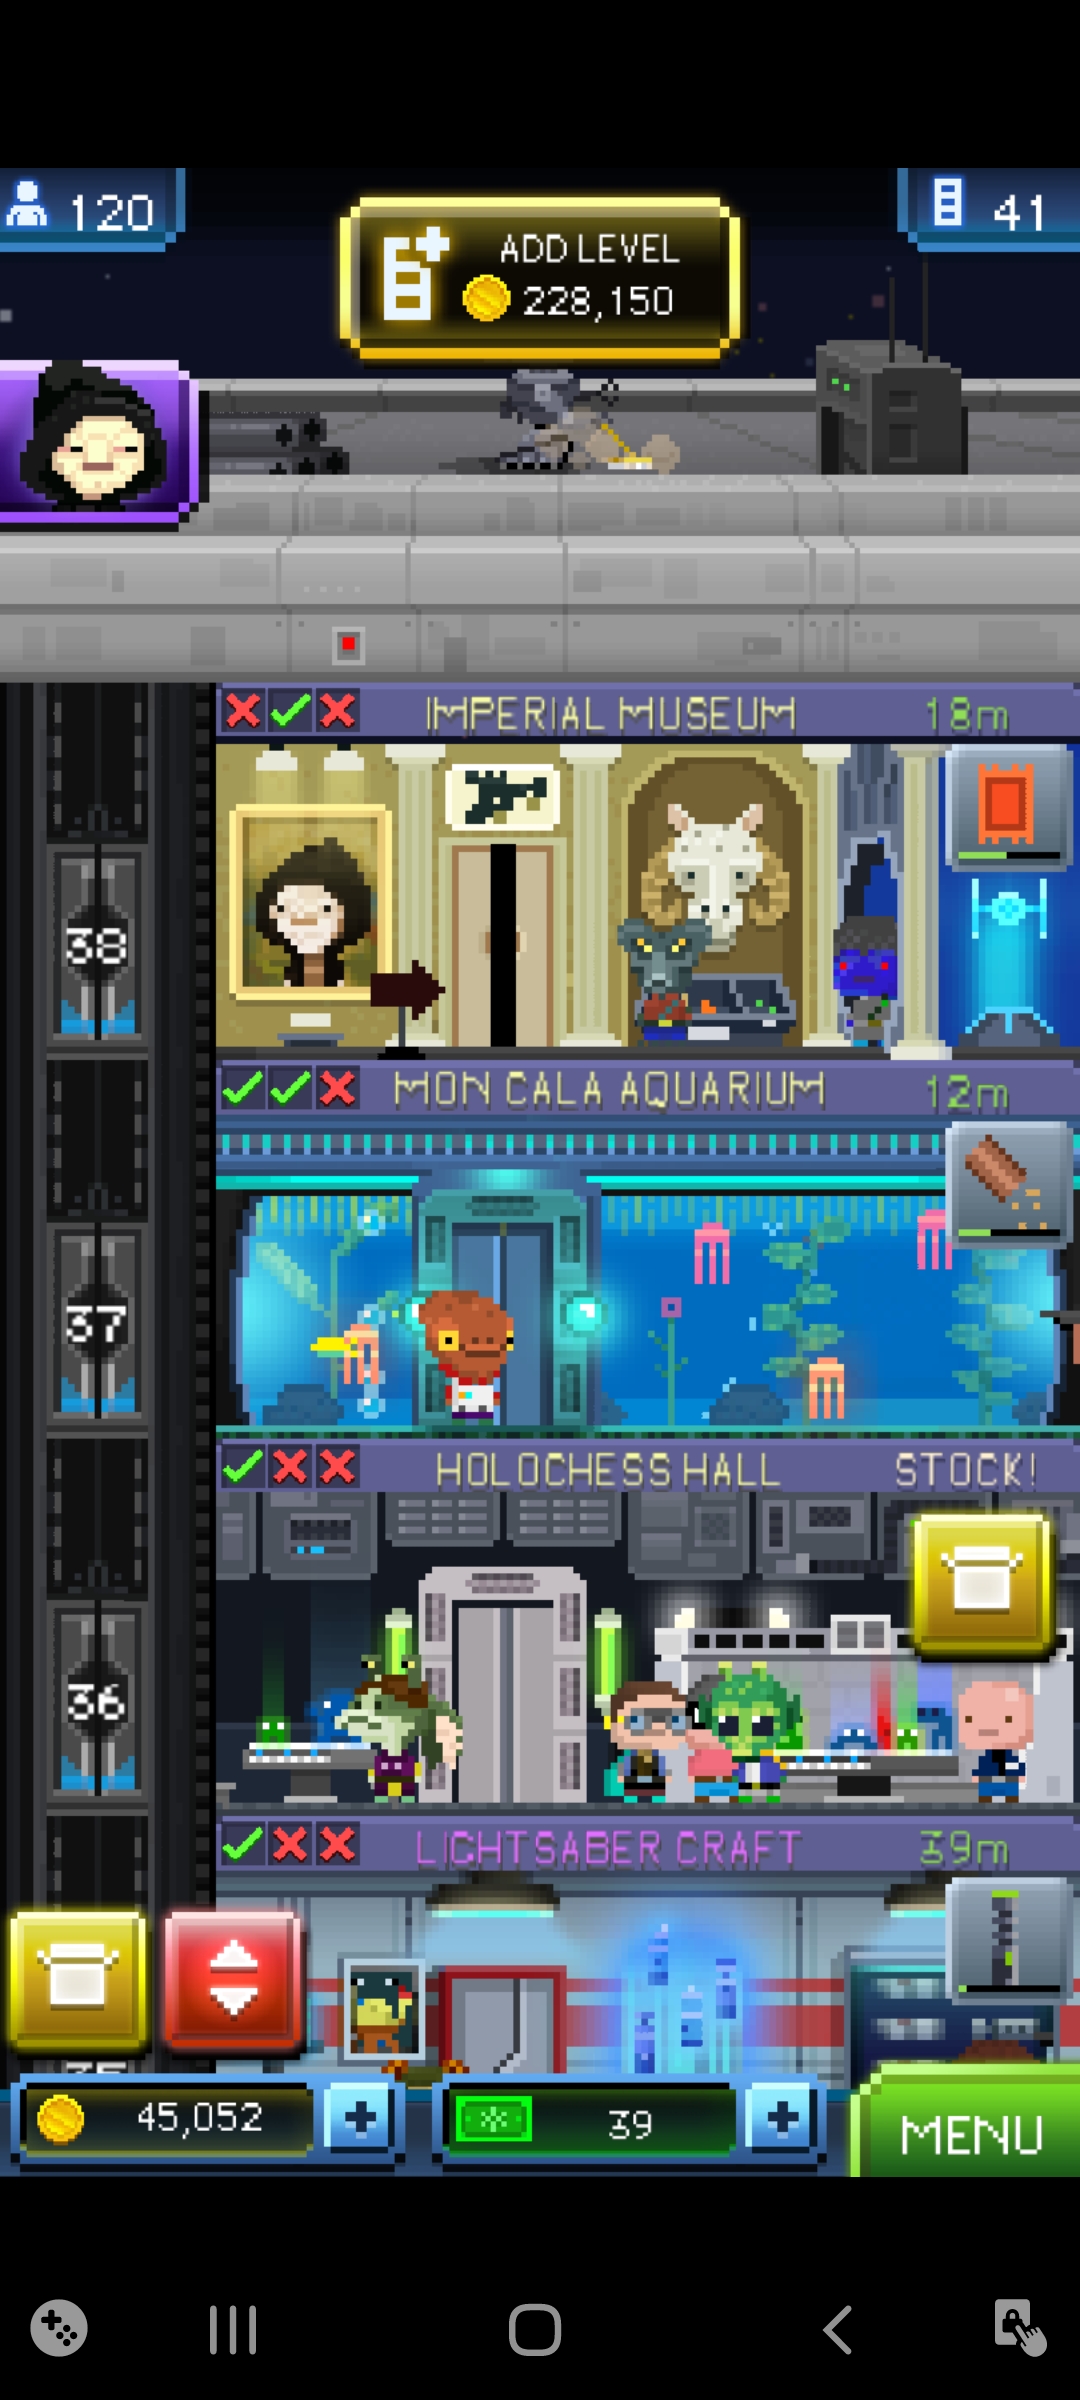 120
ADD LEVEL
228,150
41
IMPERIAL MUSEUM 18m
38
MON CALA AQUARIUM 12m
37
HOLOCHESS HALL STOCK!
36
LIGHTSABER CRAFT 39m
35
45,052
39
MENU